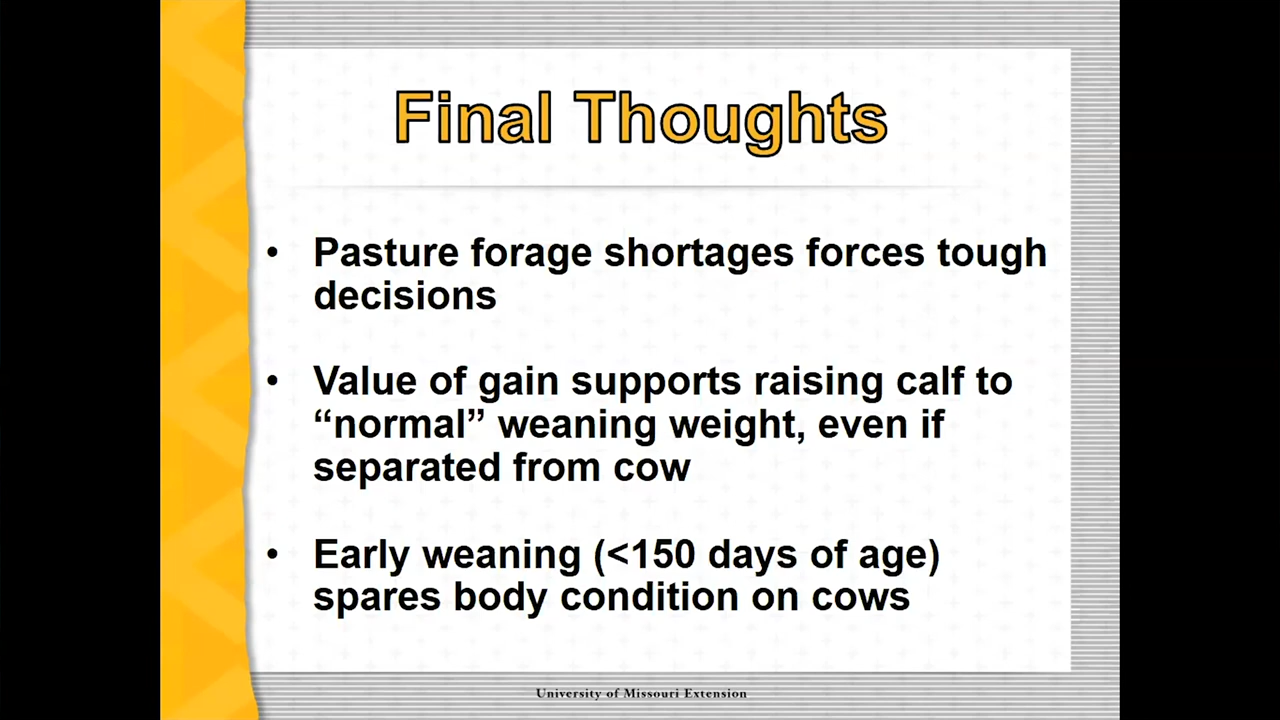 Final Thoughts
• Pasture forage shortages forces tough
decisions
• Value of gain supports raising calf to
“normal” weaning weight, even if
separated from cow
• Early weaning (<150 days of age)
spares body condition on cows
University of Missouri Extension